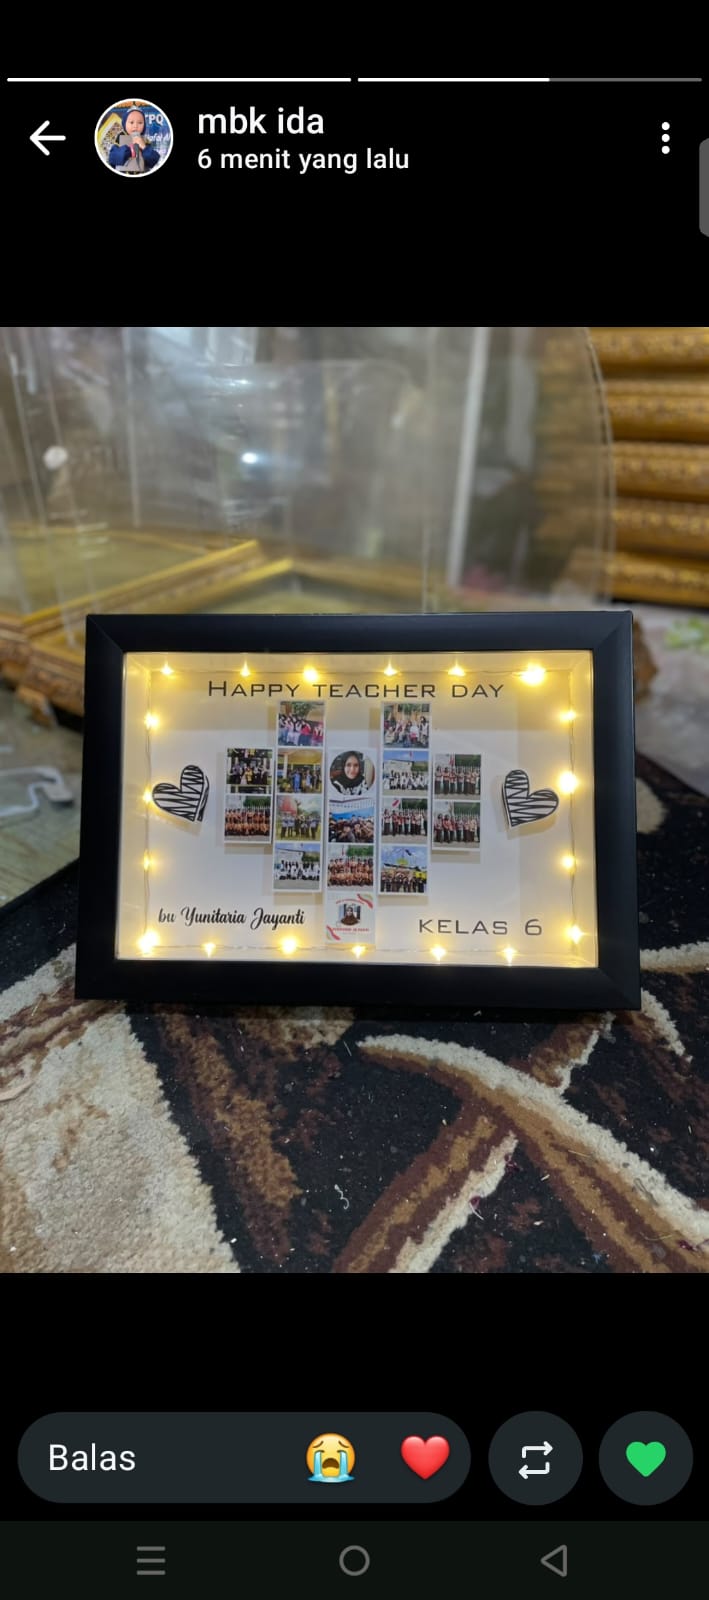 mbk ida
6 menit yang lalu
HAPPY TEACHER DAY
bu Yunitaria Jayanti
KELAS 6
Balas